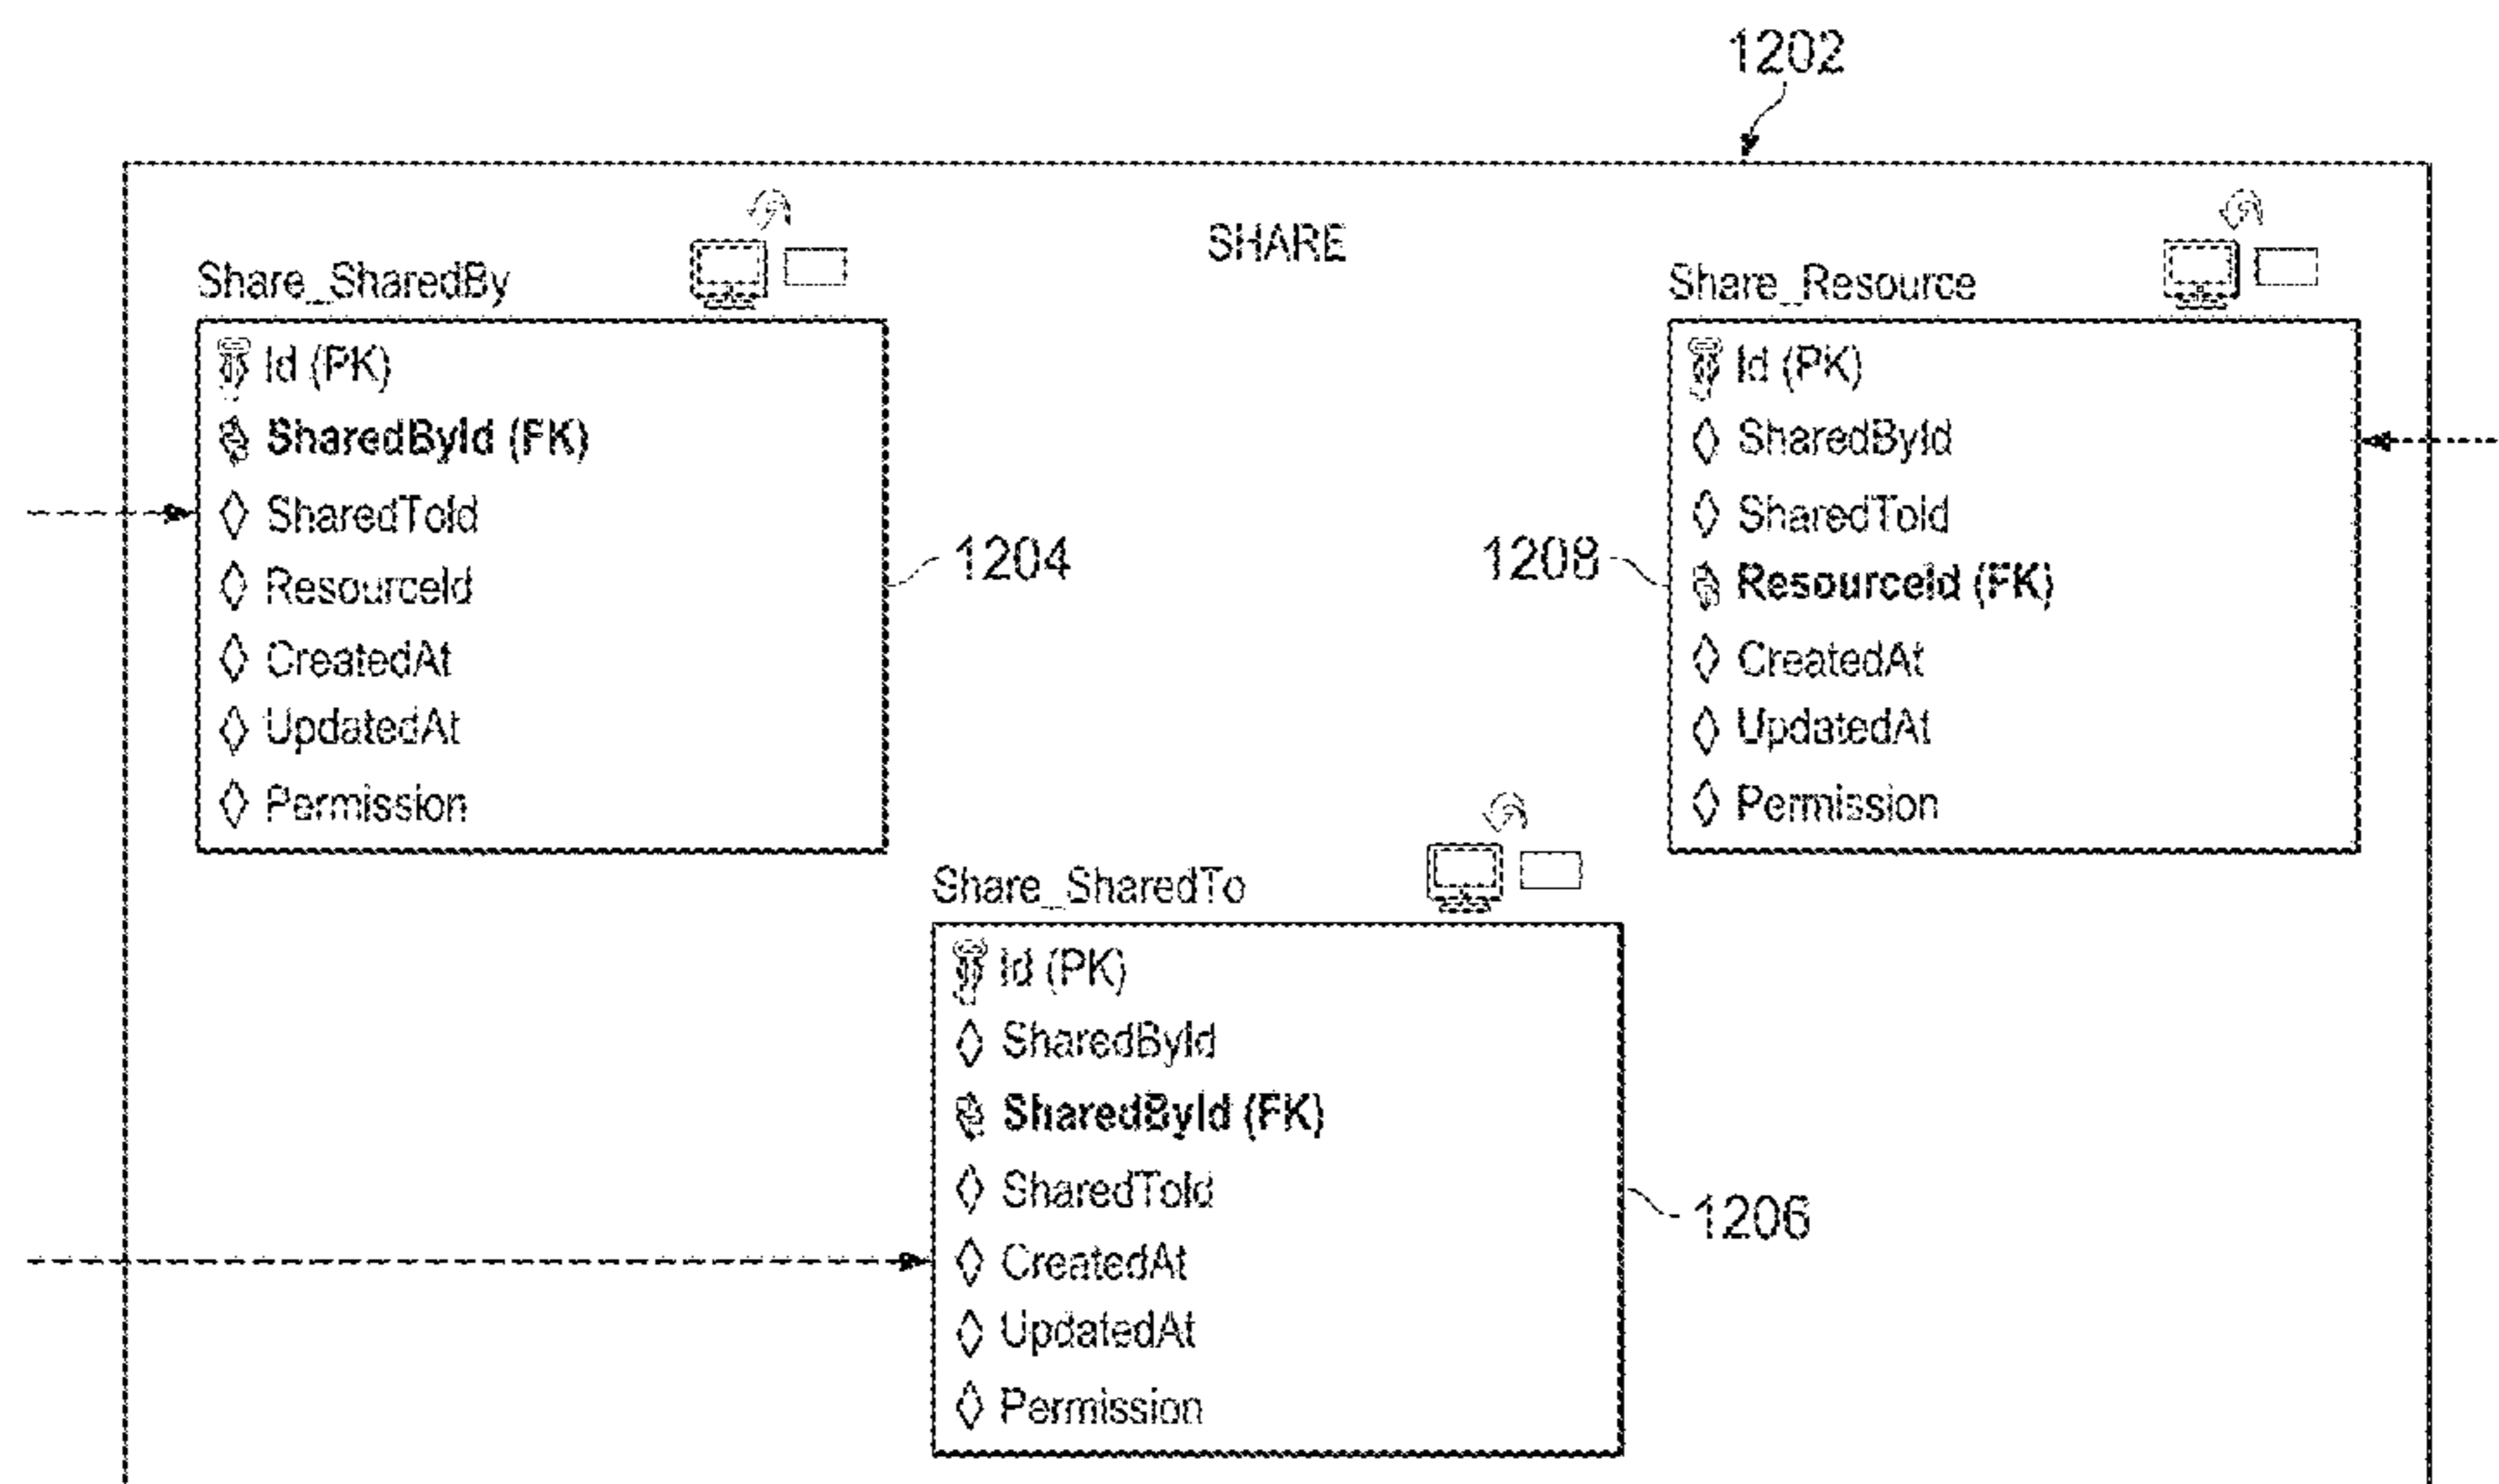 1202
SHARE
Share_SharedBy
Id (PK)
SharedById (FK)
SharedToId
ResourceId
CreatedAt
UpdatedAt
Permission
1204
Share_Resource
Id (PK)
SharedById
SharedToId
ResourceId (FK)
CreatedAt
UpdatedAt
Permission
1208
Share_SharedTo
Id (PK)
SharedById
SharedById (FK)
SharedToId
CreatedAt
UpdatedAt
Permission
1206